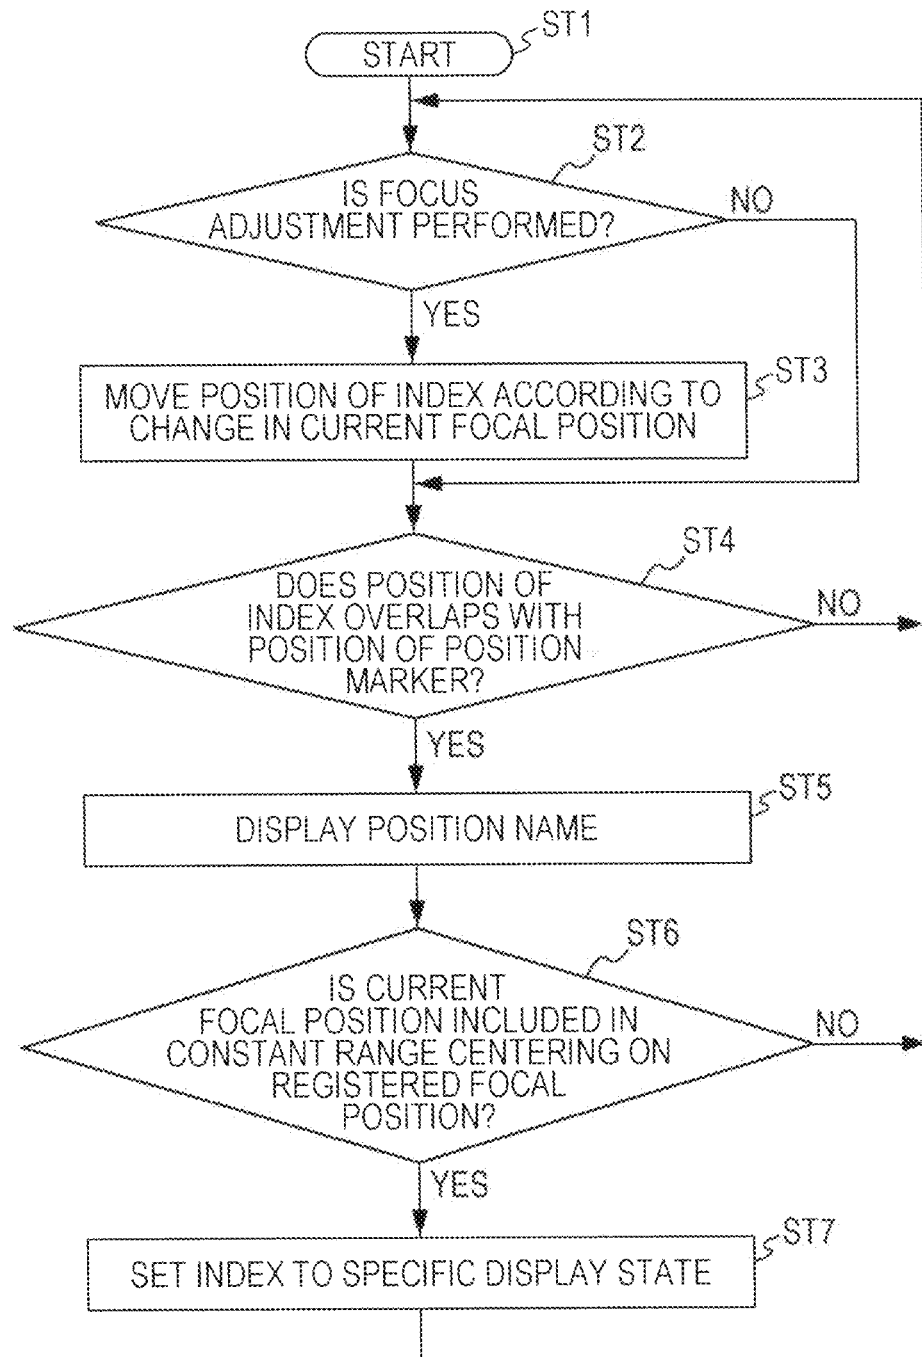 ST1
START
ST2
IS FOCUS
ADJUSTMENT PERFORMED?
NO
YES
ST3
MOVE POSITION OF INDEX ACCORDING TO
CHANGE IN CURRENT FOCAL POSITION
ST4
DOES POSITION OF
INDEX OVERLAPS WITH
POSITION OF POSITION
MARKER?
NO
YES
ST5
DISPLAY POSITION NAME
ST6
IS CURRENT
FOCAL POSITION INCLUDED IN
CONSTANT RANGE CENTERING ON
REGISTERED FOCAL
POSITION?
NO
YES
ST7
SET INDEX TO SPECIFIC DISPLAY STATE